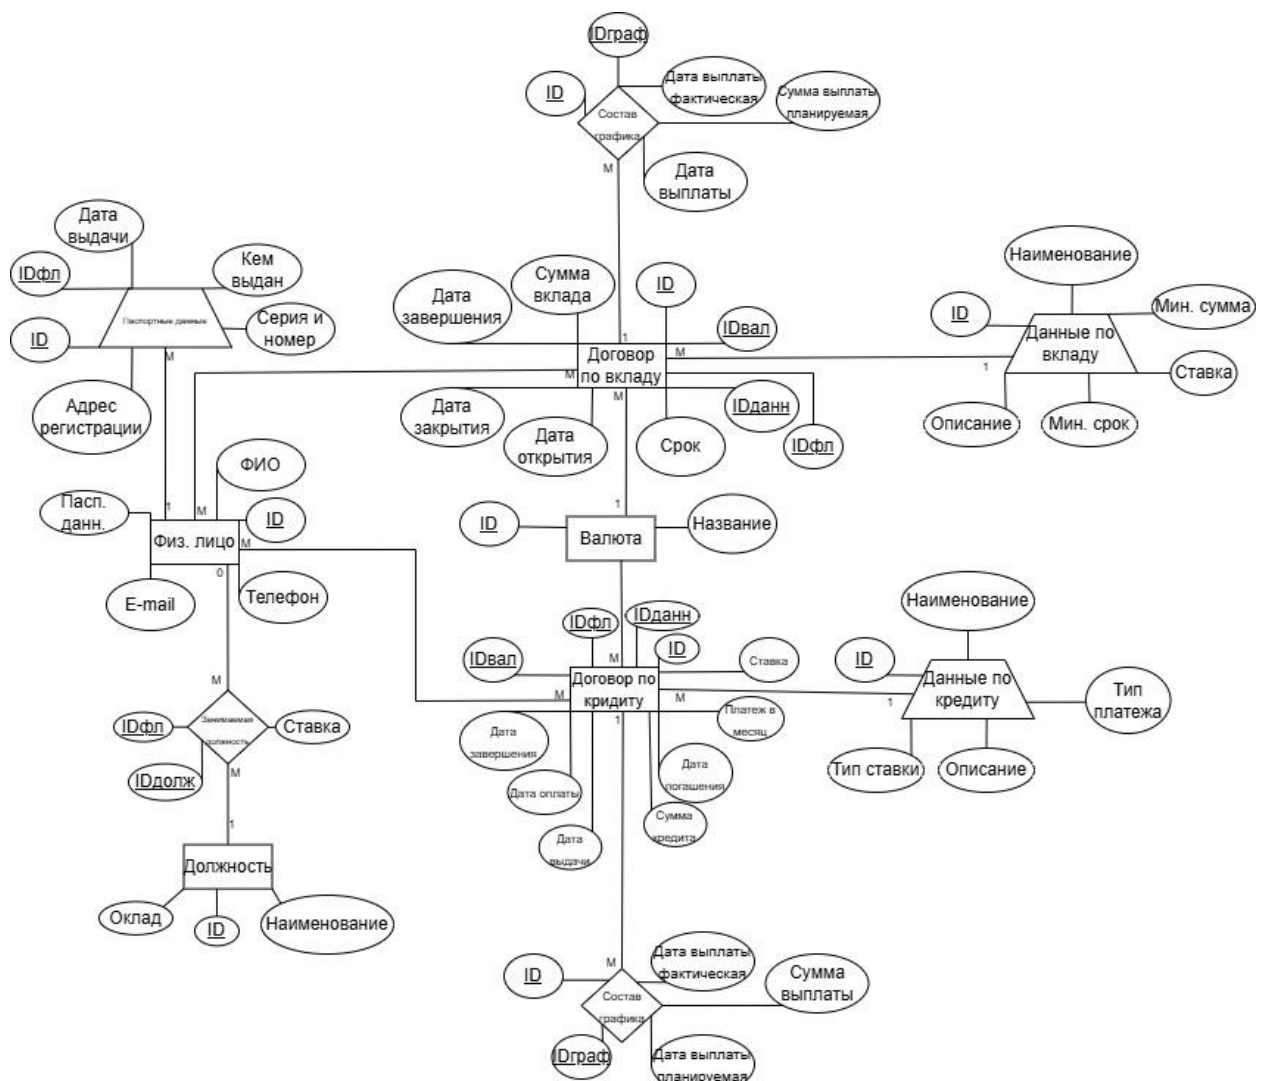 IDграф
ID
Дата выплаты
фактическая
Сумма выплаты
планируемая
Состав
графика
М
Дата
выплаты
Дата
выдачи
IDфл
Кем
выдан
Паспортные данные
Серия и
номер
ID
М
Адрес
регистрации
Сумма
вклада
ID
Дата
завершения
IDвал
1
М
Договор
по вкладу
М
М
Дата
закрытия
Дата
открытия
Срок
IDданн
IDфл
Наименование
ID
Мин. сумма
Данные по
вкладу
1
Ставка
Описание
Мин. срок
ФИО
Пасп.
данн.
1
М
ID
Физ. лицо
М
0
E-mail
Телефон
1
ID
Валюта
Название
IDфл
IDданн
IDвал
ID
М
Ставка
Договор по
кридиту
М
М
1
Платеж в
месяц
Дата
завершения
Дата оплаты
Дата
погашения
Сумма
кредита
Дата
выдачи
Наименование
ID
Данные по
кредиту
1
Тип
платежа
Тип ставки
Описание
М
IDфл
Занимаемая
должность
Ставка
IDдолж
М
1
Должность
Оклад
ID
Наименование
М
ID
Дата выплаты
фактическая
Сумма
выплаты
Состав
графика
IDграф
Дата выплаты
планируемая